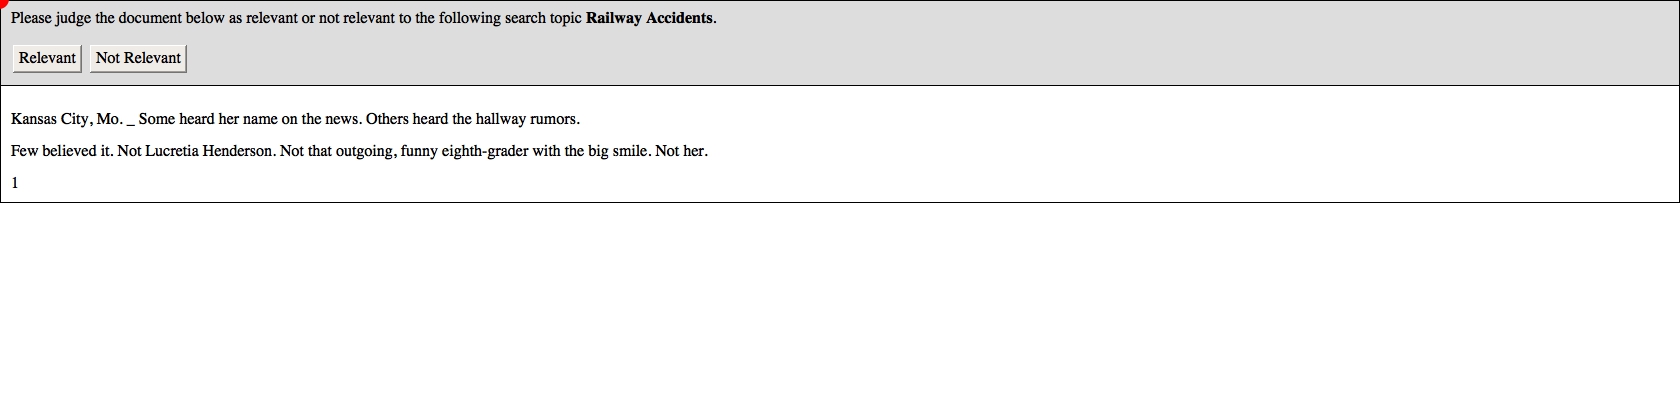 Please judge the document below as relevant or not relevant to the following search topic Railway Accidents.
Relevant Not Relevant
Kansas City, Mo. _ Some heard her name on the news. Others heard the hallway rumors.
Few believed it. Not Lucretia Henderson. Not that outgoing, funny eighth-grader with the big smile. Not her.
1